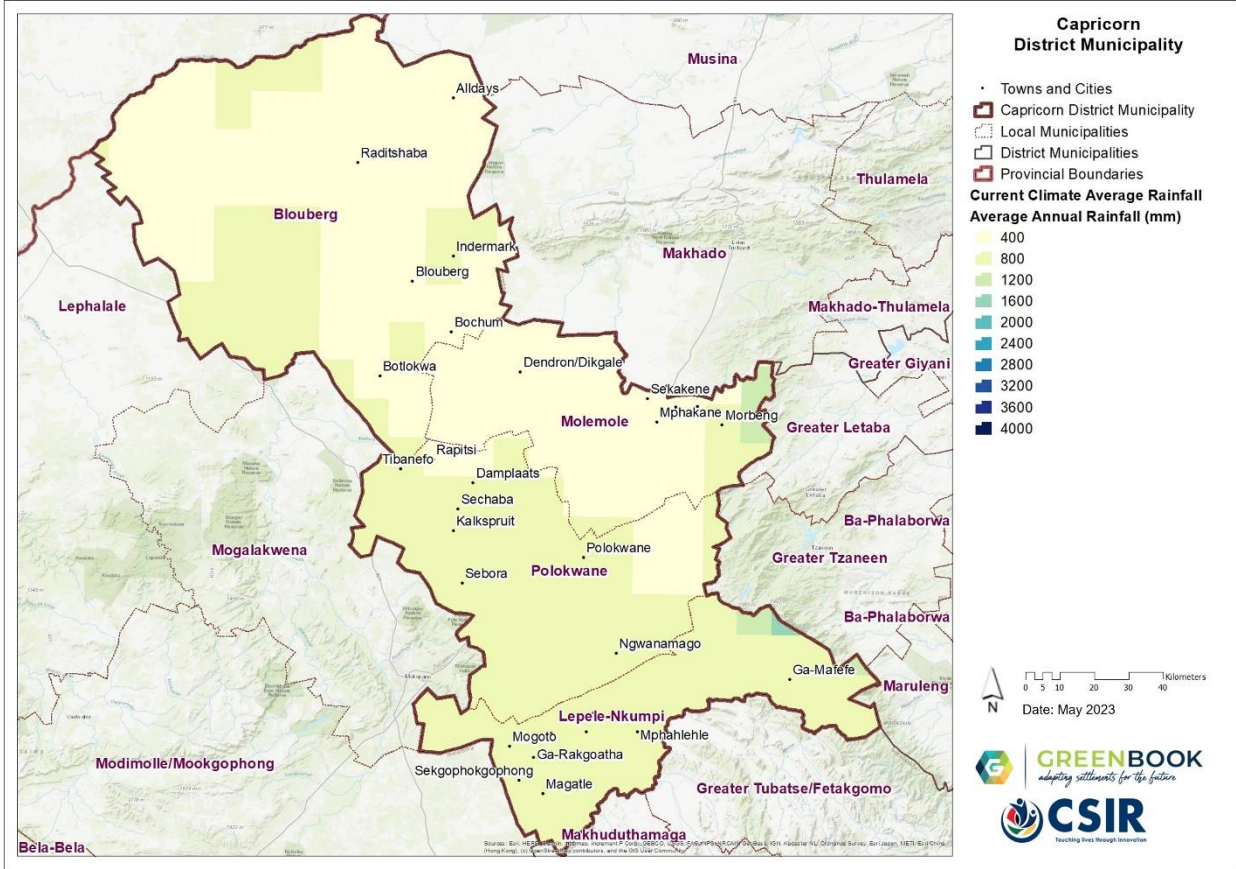 Capricorn
District Municipality
Towns and Cities
Capricorn District Municipality
Local Municipalities
District Municipalities
Provincial Boundaries
Current Climate Average Rainfall
Average Annual Rainfall (mm)
400
800
1200
1600
2000
2400
2800
3200
3600
4000
Musina
Alldays
Raditshaba
Thulamela
Blouberg
Indermark
Makhado
Blouberg
Lephalale
Makhado-Thulamela
Bochum
Botlokwa
Dendron/Dikgale
Greater Giyani
Sekakene
Mphakane
Morbeng
Molemole
Greater Letaba
Rapitsi
Tibanefo
Damplaats
Sechaba
Kalkspruit
Ba-Phalaborwa
Mogalakwena
Polokwane
Greater Tzaneen
Polokwane
Sebora
Ba-Phalaborwa
Ngwanamago
Ga-Mafefe
Maruleng
Lepele-Nkumpi
Mogoto
Mphahlehle
Ga-Rakgoatha
Modimolle/Mookgophong
Sekgophokgophong
Magatle
Greater Tubatse/Fetakgomo
Makhuduthamaga
Bela-Bela
Kilometers
0 5 10 20 30 40
N
Date: May 2023
GREENBOOK
adapting settlements for the future
CSIR
Touching lives through innovation